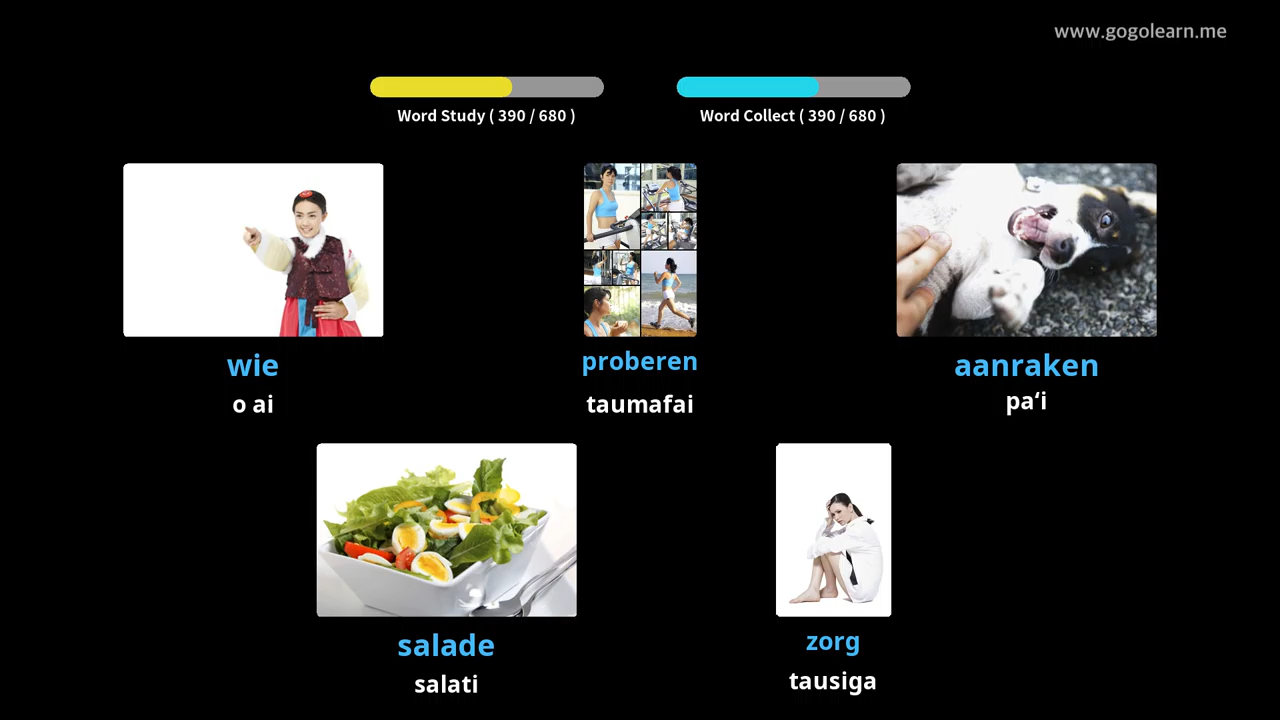 www.gogolearn.me
Word Study ( 390 / 680 )
Word Collect ( 390 / 680 )
wie
o ai
proberen
taumafai
aanraken
paʻi
salade
salati
zorg
tausiga